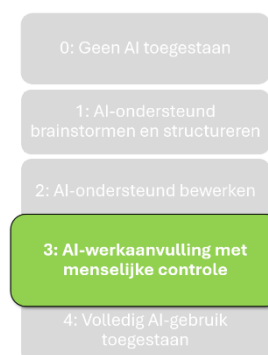 0: Geen AI toegestaan
1: AI-ondersteund
brainstormen en structureren
2: AI-ondersteund bewerken
3: AI-werkaanvulling met
menselijke controle
4: Volledig AI-gebruik
toegestaan